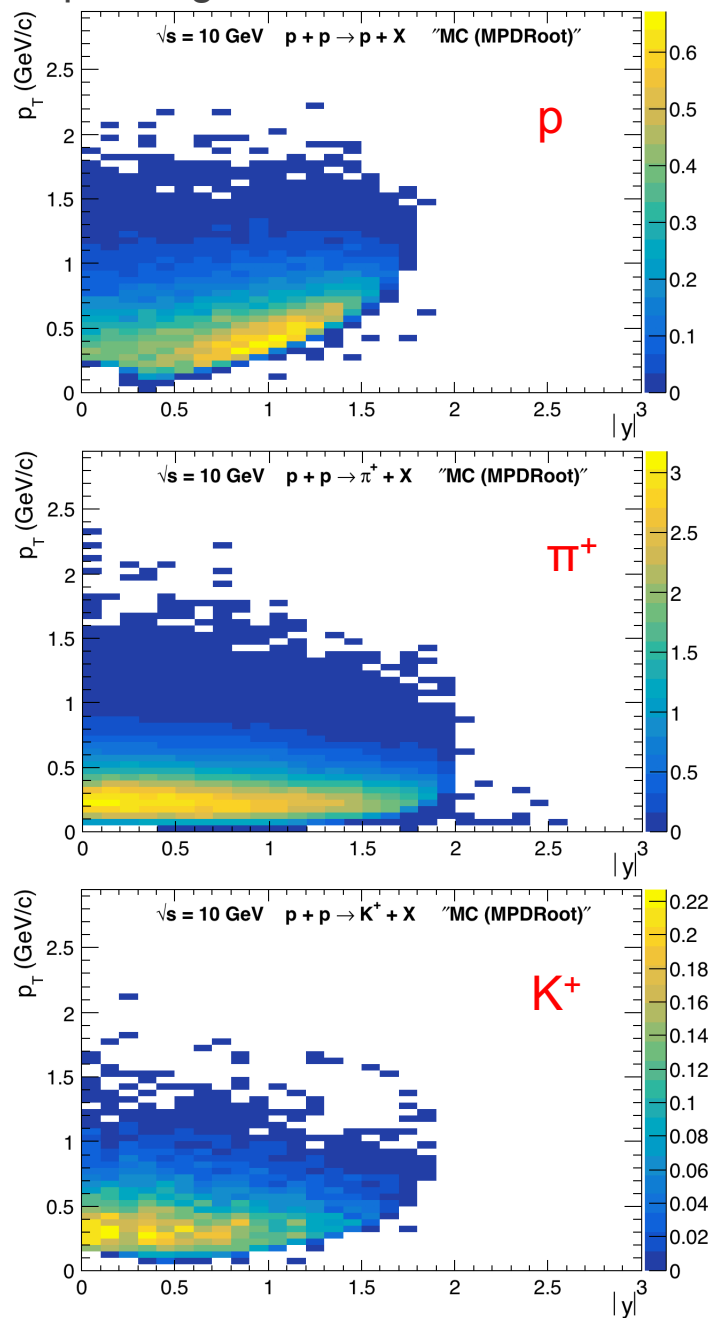 √s = 10 GeV p + p → p + X ″MC (MPDRoot)″
p
p_T (GeV/c)
2.5
2
1.5
1
0.5
0
0 0.5 1 1.5 2 2.5 3
|y|
0.6
0.5
0.4
0.3
0.2
0.1
0
√s = 10 GeV p + p → π⁺ + X ″MC (MPDRoot)″
π⁺
p_T (GeV/c)
2.5
2
1.5
1
0.5
0
0 0.5 1 1.5 2 2.5 3
|y|
3
2.5
2
1.5
1
0.5
0
√s = 10 GeV p + p → K⁺ + X ″MC (MPDRoot)″
K⁺
p_T (GeV/c)
2.5
2
1.5
1
0.5
0
0 0.5 1 1.5 2 2.5 3
|y|
0.22
0.2
0.18
0.16
0.14
0.12
0.1
0.08
0.06
0.04
0.02
0